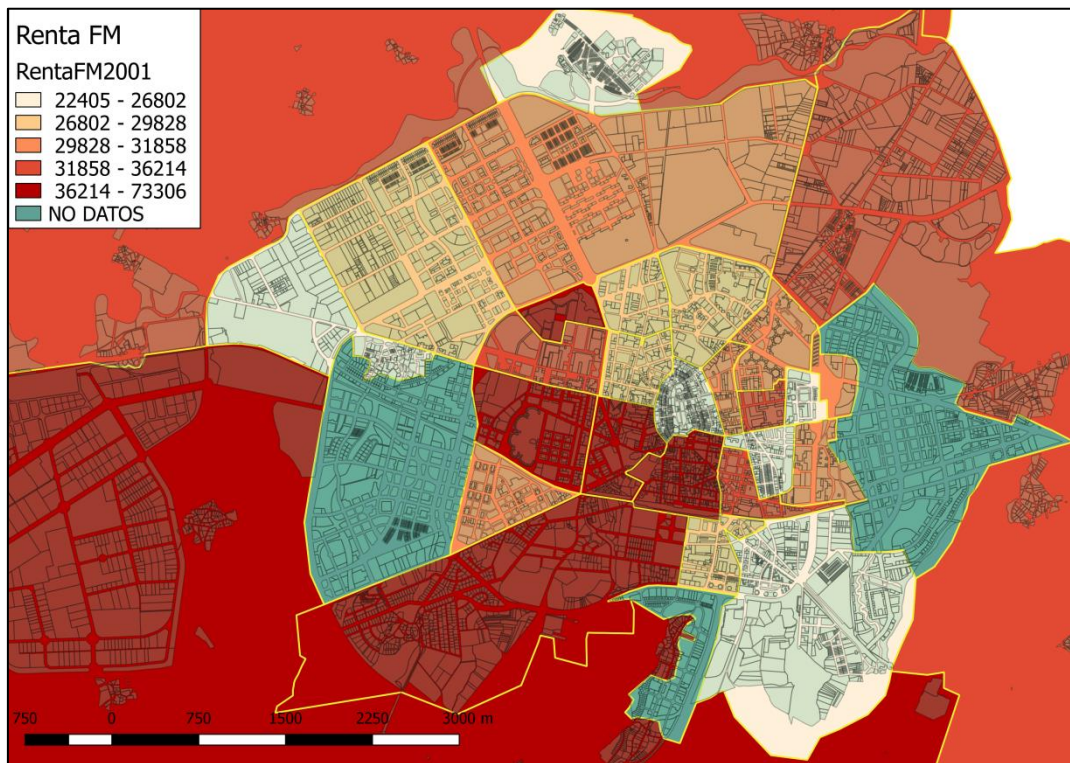 Renta FM
RentaFM2001
22405 - 26802
26802 - 29828
29828 - 31858
31858 - 36214
36214 - 73306
NO DATOS
750 0 750 1500 2250 3000 m